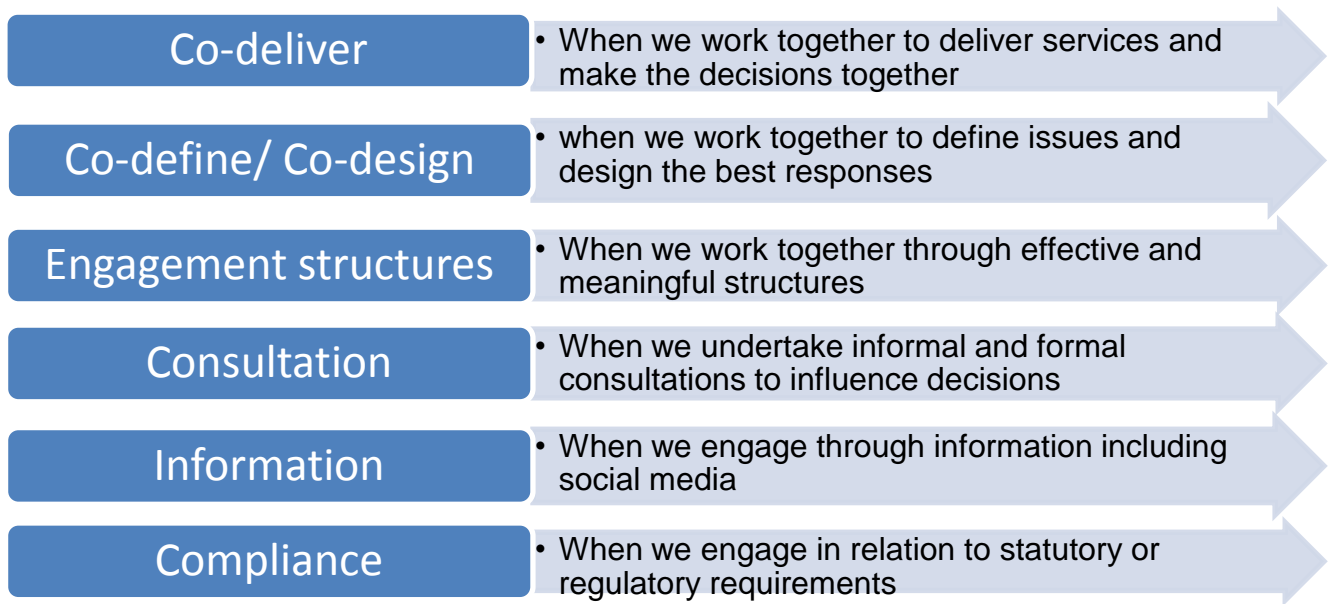 Co-deliver
• When we work together to deliver services and
make the decisions together
Co-define/ Co-design
• when we work together to define issues and
design the best responses
Engagement structures
• When we work together through effective and
meaningful structures
Consultation
• When we undertake informal and formal
consultations to influence decisions
Information
• When we engage through information including
social media
Compliance
• When we engage in relation to statutory or
regulatory requirements